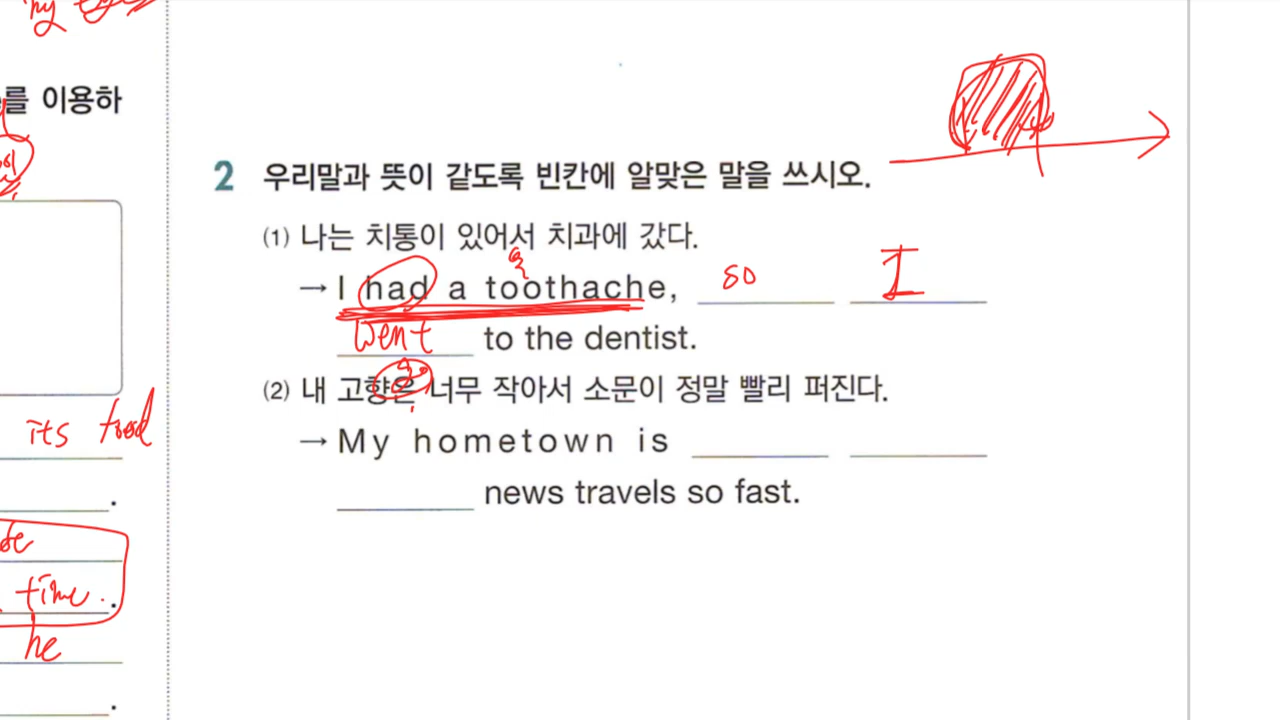 를 이용하
2 우리말과 뜻이 같도록 빈칸에 알맞은 말을 쓰시오.
(1) 나는 치통이 있어서 치과에 갔다.
→ I had a toothache, so I
went to the dentist.
(2) 내 고향은 너무 작아서 소문이 정말 빨리 퍼진다.
→ My hometown is
news travels so fast.
its food
.
time.
he
.